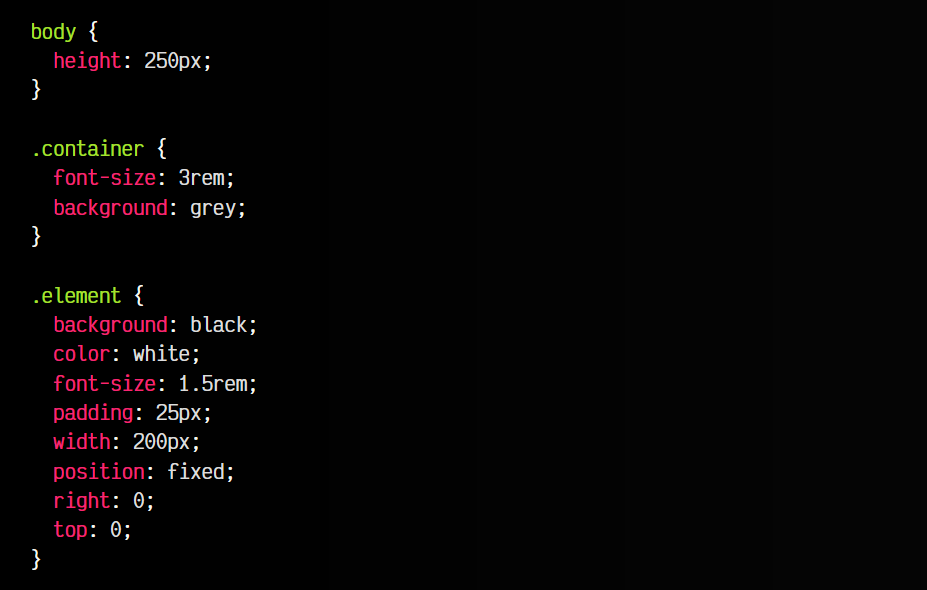 body {
  height: 250px;
}

.container {
  font-size: 3rem;
  background: grey;
}

.element {
  background: black;
  color: white;
  font-size: 1.5rem;
  padding: 25px;
  width: 200px;
  position: fixed;
  right: 0;
  top: 0;
}